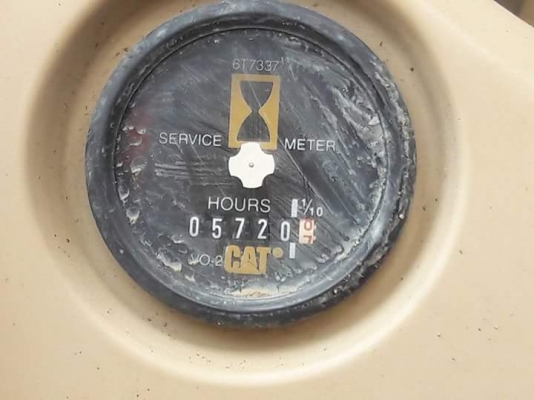 6T7337
SERVICE METER
HOURS 1/10
05720
CAT